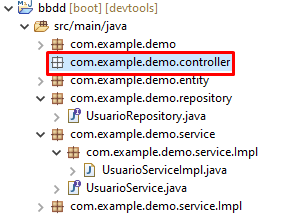 bbdd [boot] [devtools]
src/main/java
com.example.demo
com.example.demo.controller
com.example.demo.entity
com.example.demo.repository
UsuarioRepository.java
com.example.demo.service
com.example.demo.service.Impl
UsuarioServiceImpl.java
UsuarioService.java
com.example.demo.service.Impl